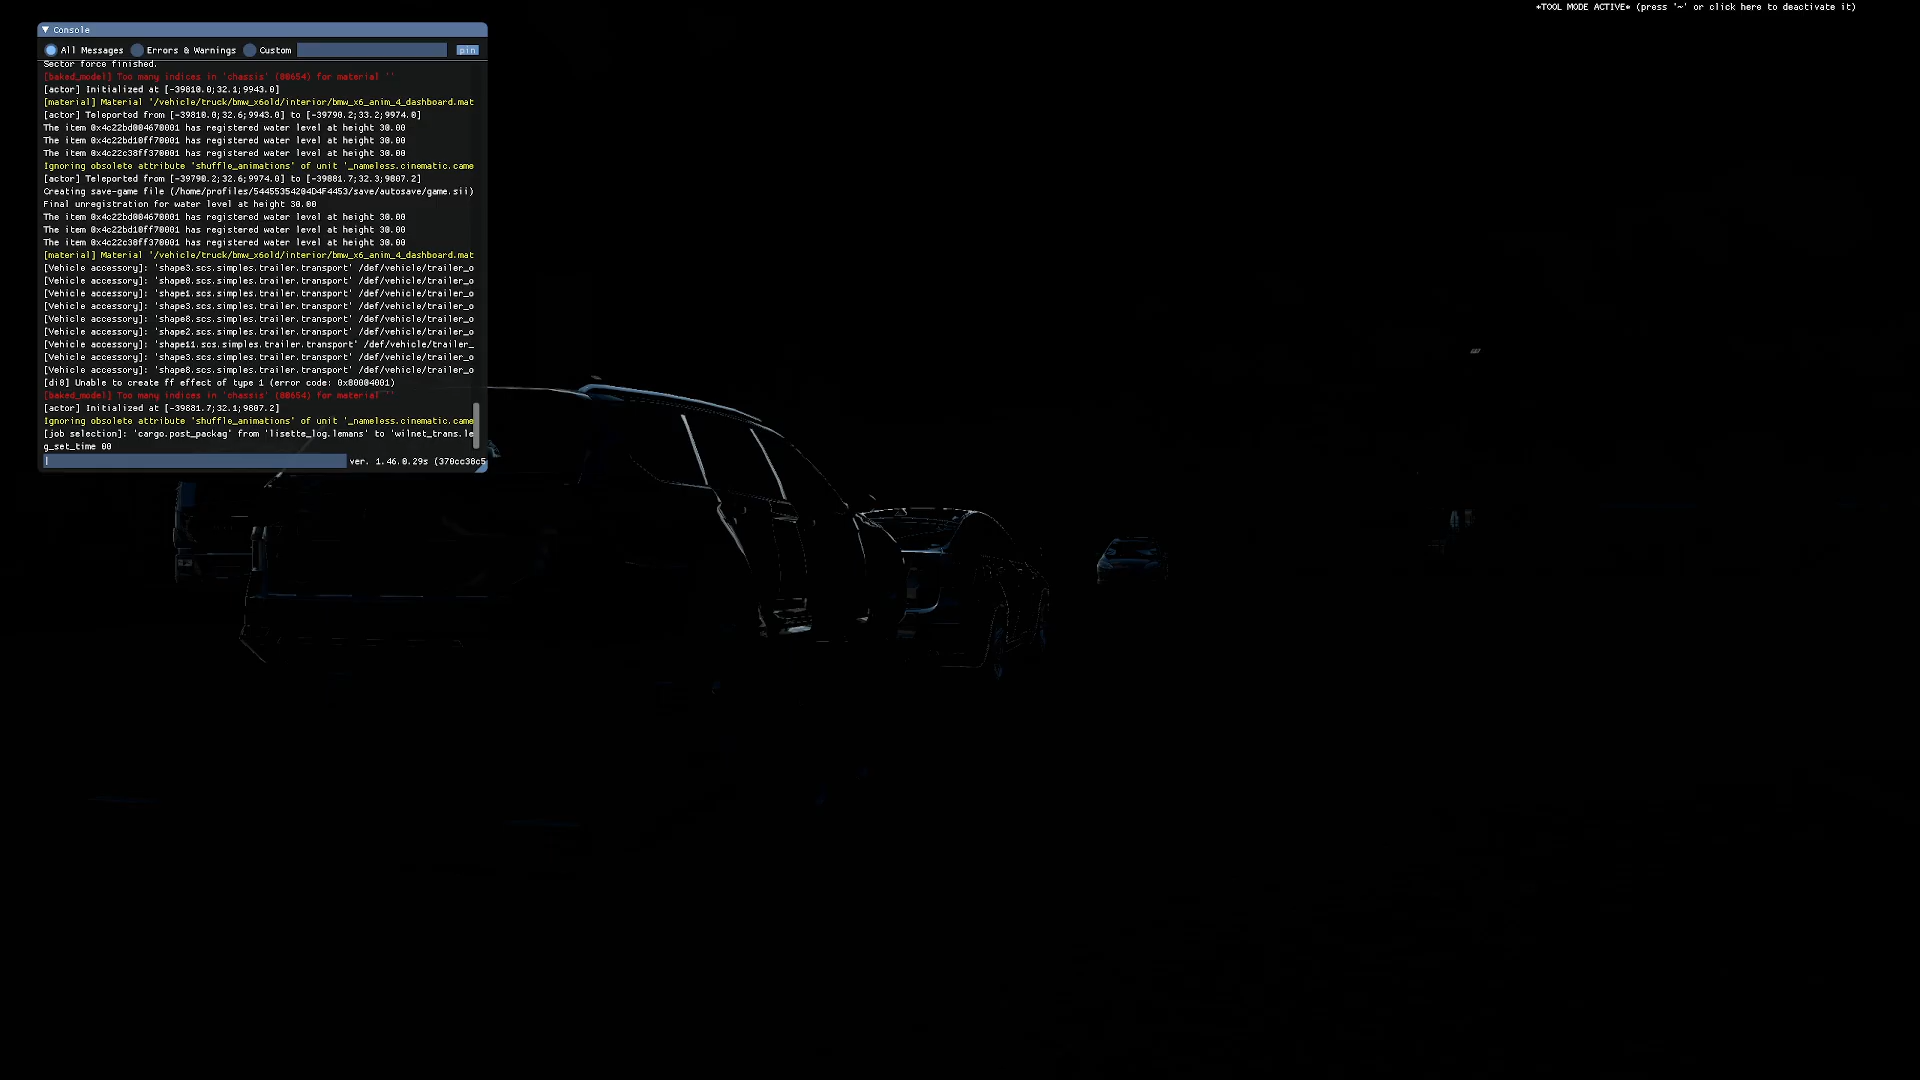 *TOOL MODE ACTIVE* (press '~' or click here to deactivate it)
Console
All Messages Errors & Warnings Custom pin
Sector force finished.
[baked_model] Too many indices in 'chassis' (80654) for material ''
[actor] Initialized at [-39810.0;32.1;9943.0]
[material] Material '/vehicle/truck/bmw_x6old/interior/bmw_x6_anim_4_dashboard.mat
[actor] Teleported from [-39810.0;32.6;9943.0] to [-39790.2;33.2;9974.0]
The item 0x4c22bd004670001 has registered water level at height 30.00
The item 0x4c22bd10ff70001 has registered water level at height 30.00
The item 0x4c22c38ff370001 has registered water level at height 30.00
Ignoring obsolete attribute 'shuffle_animations' of unit '_nameless.cinematic.came
[actor] Teleported from [-39790.2;32.6;9974.0] to [-39881.7;32.3;9807.2]
Creating save-game file (/home/profiles/54455354204D4F4453/save/autosave/game.sii)
Final unregistration for water level at height 30.00
The item 0x4c22bd004670001 has registered water level at height 30.00
The item 0x4c22bd10ff70001 has registered water level at height 30.00
The item 0x4c22c38ff370001 has registered water level at height 30.00
[material] Material '/vehicle/truck/bmw_x6old/interior/bmw_x6_anim_4_dashboard.mat
[Vehicle accessory]: 'shape3.scs.simples.trailer.transport' /def/vehicle/trailer_o
[Vehicle accessory]: 'shape8.scs.simples.trailer.transport' /def/vehicle/trailer_o
[Vehicle accessory]: 'shape1.scs.simples.trailer.transport' /def/vehicle/trailer_o
[Vehicle accessory]: 'shape3.scs.simples.trailer.transport' /def/vehicle/trailer_o
[Vehicle accessory]: 'shape8.scs.simples.trailer.transport' /def/vehicle/trailer_o
[Vehicle accessory]: 'shape2.scs.simples.trailer.transport' /def/vehicle/trailer_o
[Vehicle accessory]: 'shape11.scs.simples.trailer.transport' /def/vehicle/trailer_
[Vehicle accessory]: 'shape3.scs.simples.trailer.transport' /def/vehicle/trailer_o
[Vehicle accessory]: 'shape8.scs.simples.trailer.transport' /def/vehicle/trailer_o
[di8] Unable to create ff effect of type 1 (error code: 0x80004001)
[baked_model] Too many indices in 'chassis' (80654) for material ''
[actor] Initialized at [-39881.7;32.1;9807.2]
Ignoring obsolete attribute 'shuffle_animations' of unit '_nameless.cinematic.came
[job selection]: 'cargo.post_packag' from 'lisette_log.lemans' to 'wilnet_trans.le
g_set_time 00
ver. 1.46.0.29s (370cc38c5